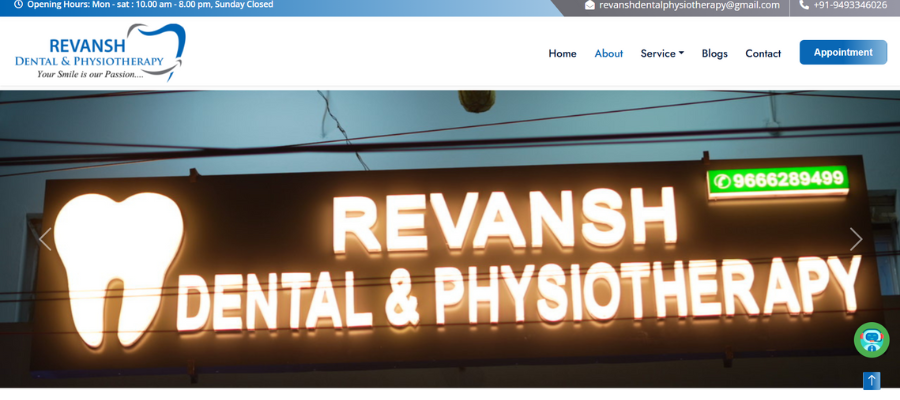 Opening Hours: Mon - sat : 10.00 am - 8.00 pm, Sunday Closed
revanshdentalphysiotherapy@gmail.com
+91-9493346026
REVANSH
DENTAL & PHYSIOTHERAPY
Your Smile is our Passion....
Home
About
Service
Blogs
Contact
Appointment
9666289499
REVANSH
DENTAL & PHYSIOTHERAPY